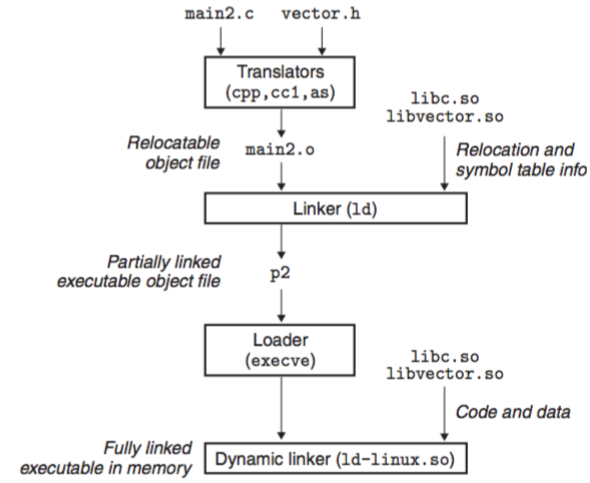 main2.c vector.h
Translators
(cpp,cc1,as)
libc.so
libvector.so
Relocatable
object file
main2.o
Relocation and
symbol table info
Linker (ld)
Partially linked
executable object file
p2
Loader
(execve)
libc.so
libvector.so
Code and data
Fully linked
executable in memory
Dynamic linker (ld-linux.so)